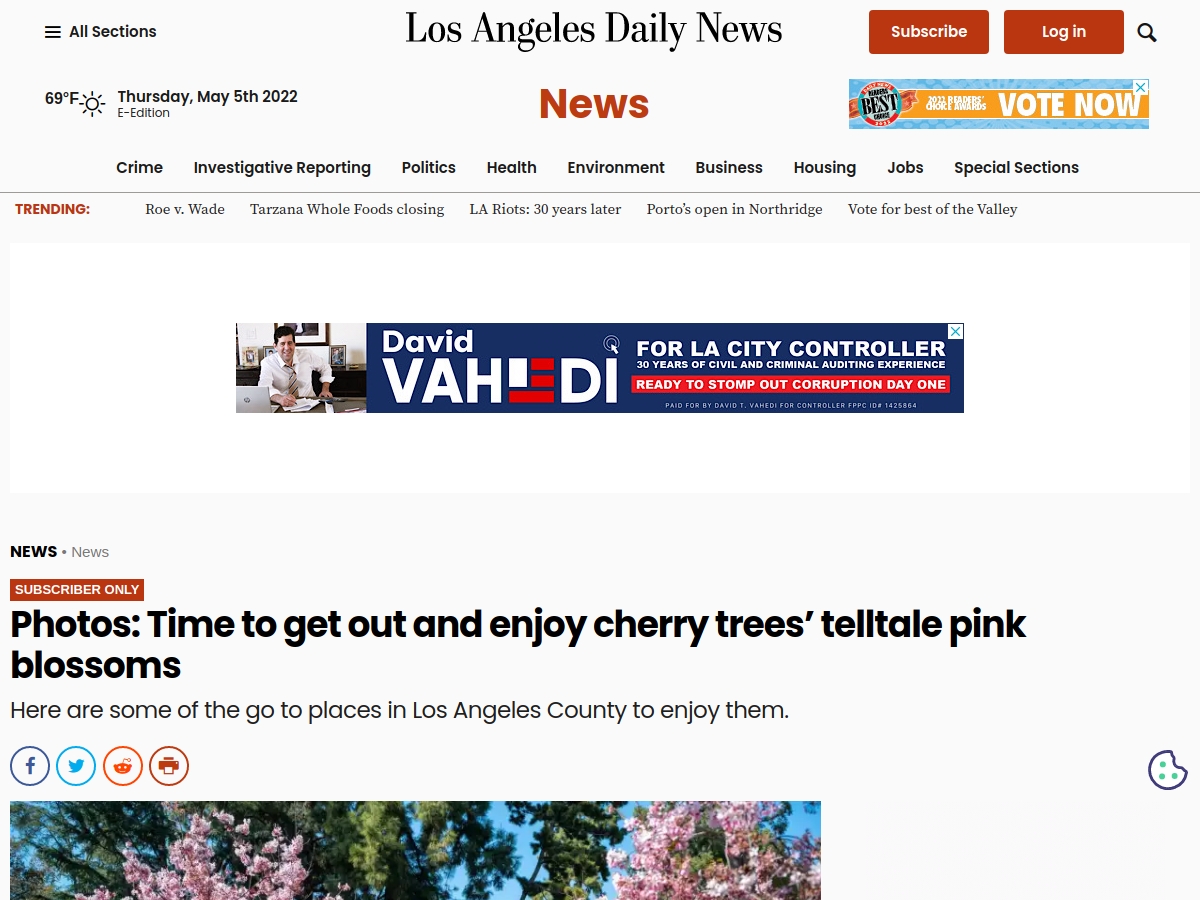 All Sections
Los Angeles Daily News
Subscribe
Log in
69°F
Thursday, May 5th 2022
E-Edition
News
READERS
BEST
CHOICE
2022
2022 READERS'
CHOICE AWARDS
VOTE NOW
Crime Investigative Reporting Politics Health Environment Business Housing Jobs Special Sections
TRENDING: Roe v. Wade Tarzana Whole Foods closing LA Riots: 30 years later Porto’s open in Northridge Vote for best of the Valley
David
VAHEDI
FOR LA CITY CONTROLLER
30 YEARS OF CIVIL AND CRIMINAL AUDITING EXPERIENCE
READY TO STOMP OUT CORRUPTION DAY ONE
PAID FOR BY DAVID T. VAHEDI FOR CONTROLLER FPPC ID# 1425864
NEWS • News
SUBSCRIBER ONLY
Photos: Time to get out and enjoy cherry trees’ telltale pink
blossoms
Here are some of the go to places in Los Angeles County to enjoy them.